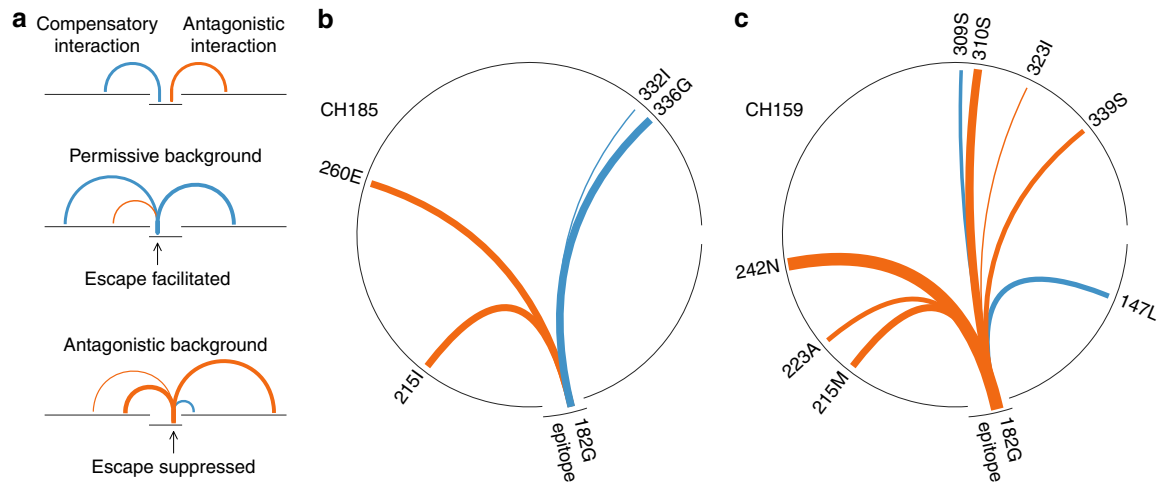 a
Compensatory
interaction
Antagonistic
interaction
Permissive background
Escape facilitated
Antagonistic background
Escape suppressed
b
CH185
332I
336G
260E
215I
182G
epitope
c
CH159
309S
310S
323I
339S
242N
147L
223A
215M
182G
epitope